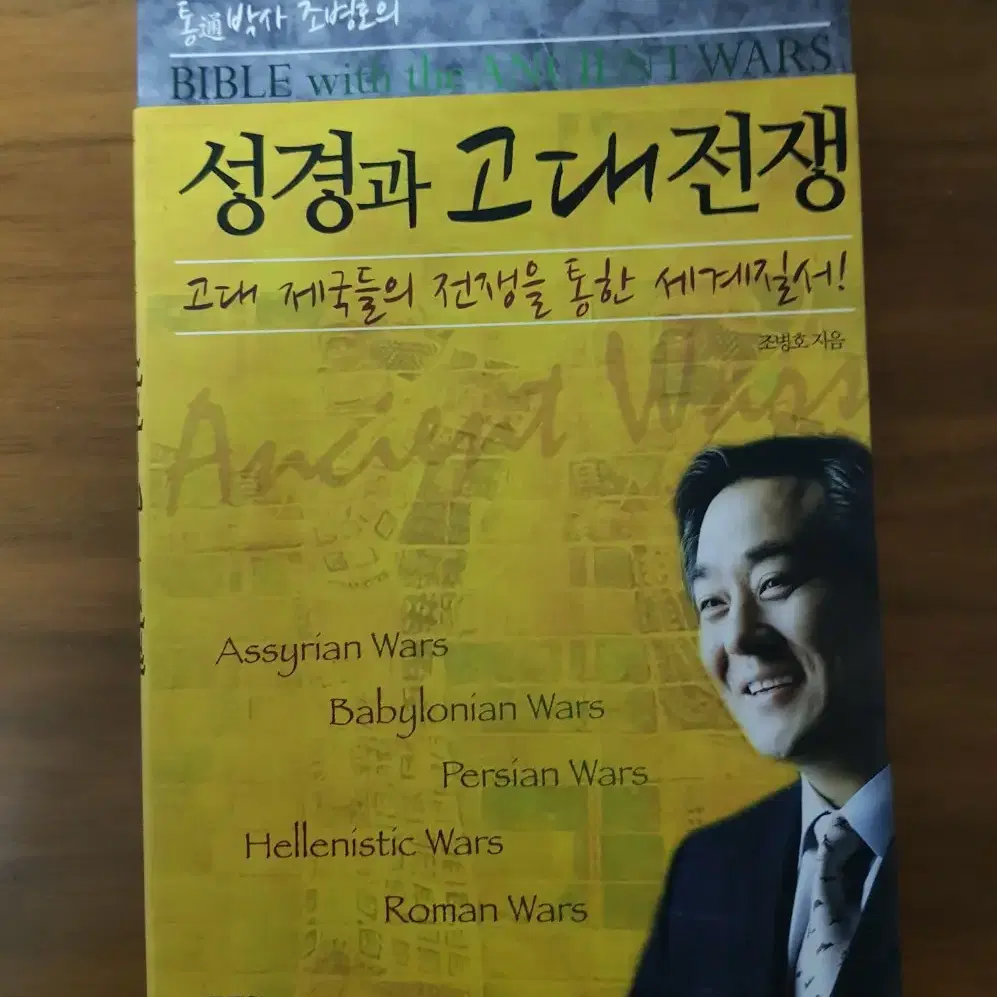 통通박사 조병호의
BIBLE with the ANCIENT WARS
성경과 고대전쟁
고대 제국들의 전쟁을 통한 세계질서!
조병호 지음
Ancient Wars
Assyrian Wars
Babylonian Wars
Persian Wars
Hellenistic Wars
Roman Wars